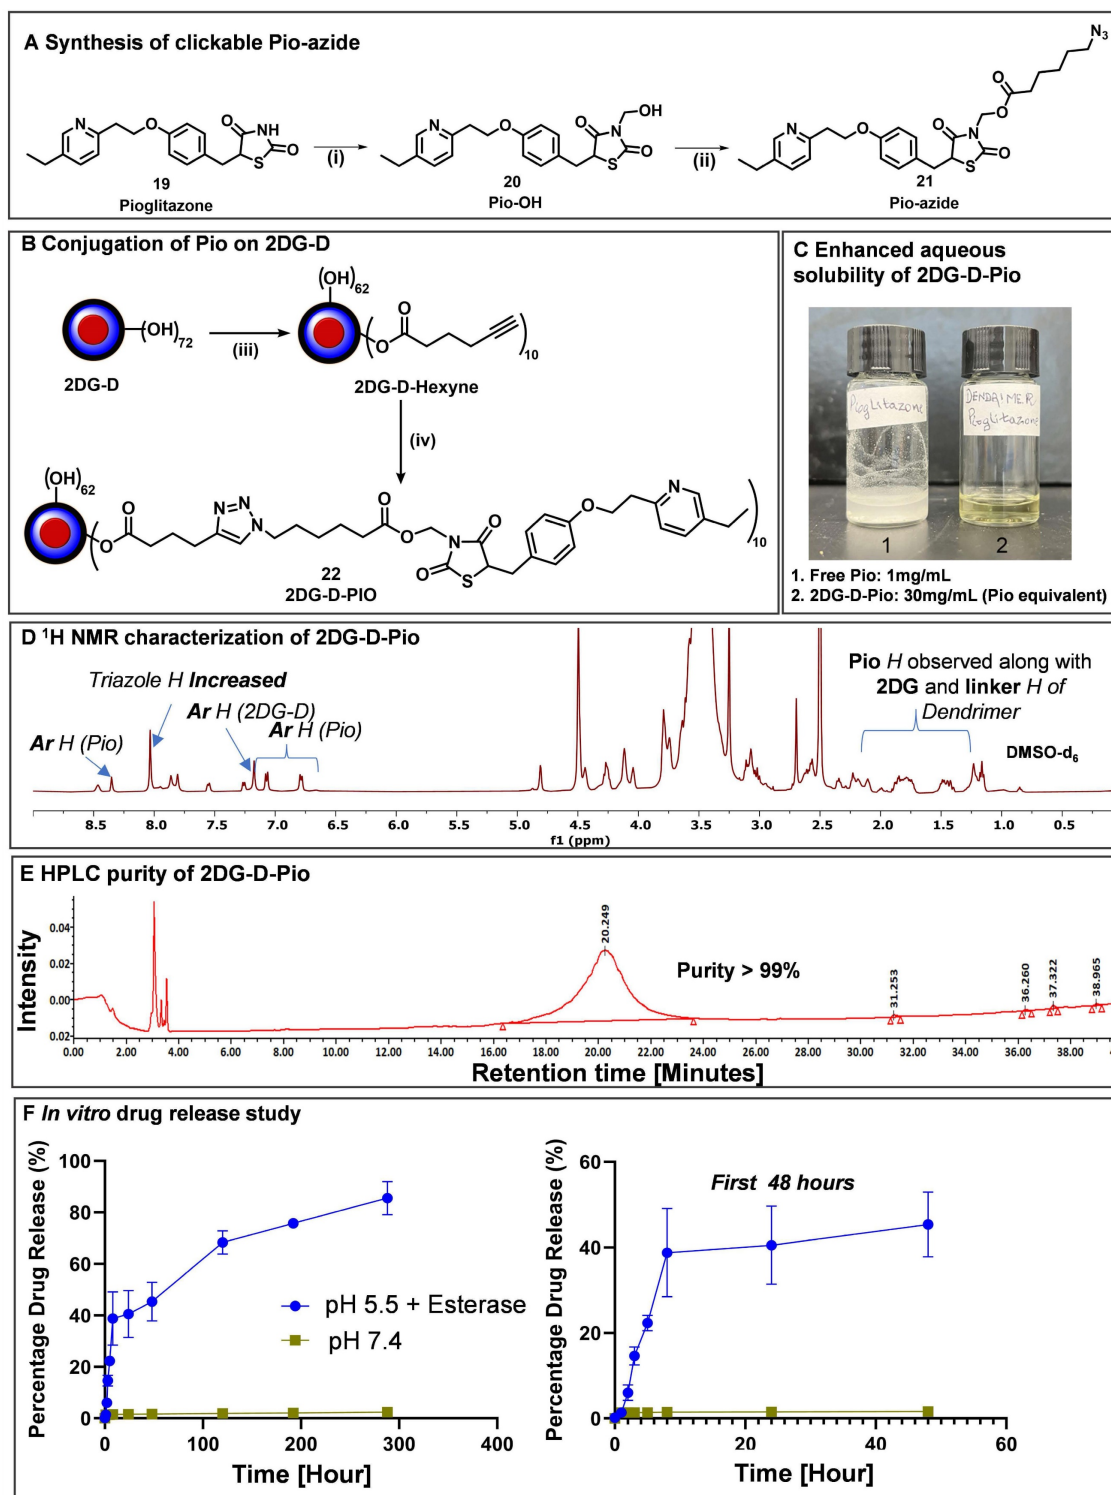 A Synthesis of clickable Pio-azide
N₃
N
O
O
NH
O
S
19
Pioglitazone
(i)
N
O
O
N
OH
O
S
20
Pio-OH
(ii)
N
O
O
N
O
O
O
S
21
Pio-azide
B Conjugation of Pio on 2DG-D
(OH)₇₂
2DG-D
(iii)
(OH)₆₂
O
O
10
2DG-D-Hexyne
(iv)
(OH)₆₂
O
O
N
N
N
O
O
N
O
O
S
O
N
10
22
2DG-D-PIO
C Enhanced aqueous
solubility of 2DG-D-Pio
Pioglitazone
DENDRIMER
Pioglitazone
1
2
1. Free Pio: 1mg/mL
2. 2DG-D-Pio: 30mg/mL (Pio equivalent)
D ¹H NMR characterization of 2DG-D-Pio
Triazole H Increased
Ar H (2DG-D)
Ar H (Pio)
Ar H (Pio)
Pio H observed along with
2DG and linker H of
Dendrimer
DMSO-d₆
8.5 8.0 7.5 7.0 6.5 6.0 5.5 5.0 4.5 4.0 3.5 3.0 2.5 2.0 1.5 1.0 0.5
f1 (ppm)
E HPLC purity of 2DG-D-Pio
Intensity
0.04
0.02
0.00
0.02
20.249
Purity > 99%
31.253
36.260
37.322
38.965
0.00 2.00 4.00 6.00 8.00 10.00 12.00 14.00 16.00 18.00 20.00 22.00 24.00 26.00 28.00 30.00 32.00 34.00 36.00 38.00
Retention time [Minutes]
F In vitro drug release study
Percentage Drug Release (%)
100
80
60
40
20
0
0 100 200 300 400
Time [Hour]
pH 5.5 + Esterase
pH 7.4
Percentage Drug Release (%)
First 48 hours
60
40
20
0
0 20 40 60
Time [Hour]